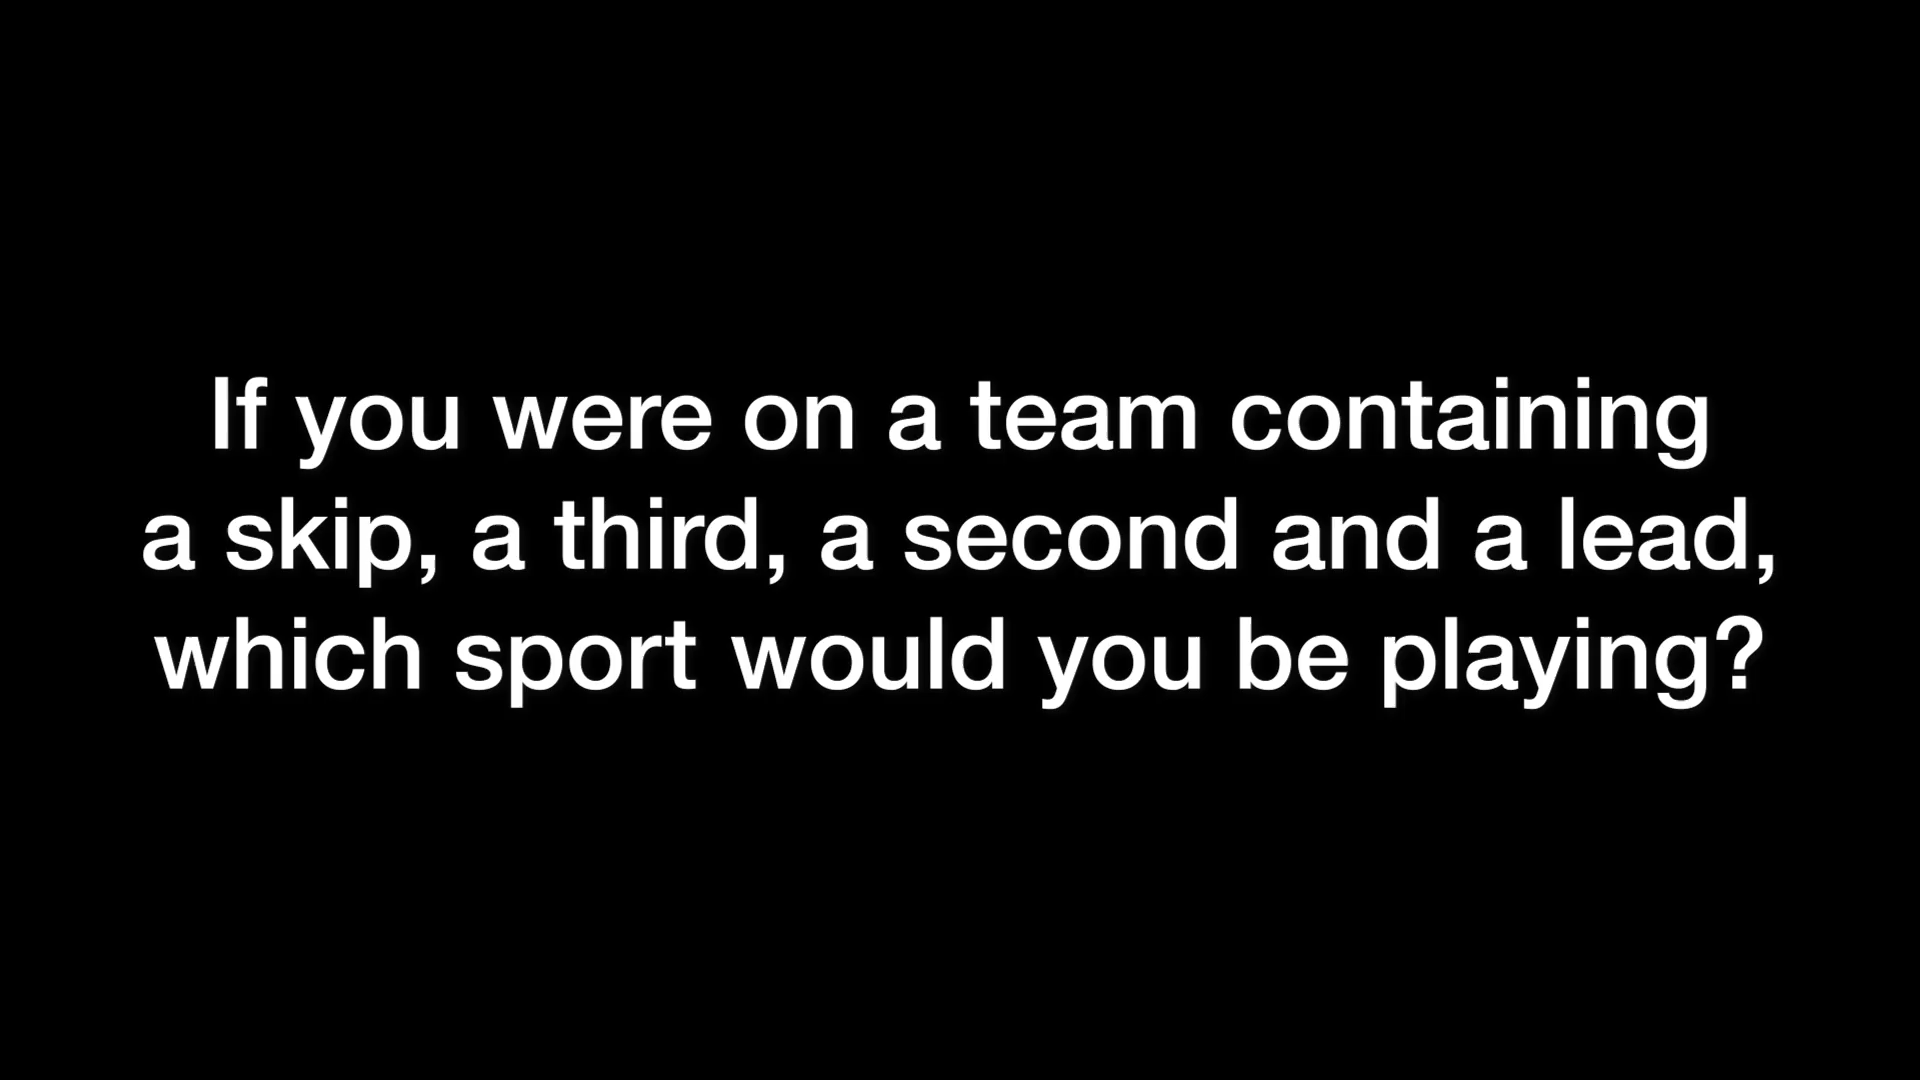 If you were on a team containing
a skip, a third, a second and a lead,
which sport would you be playing?